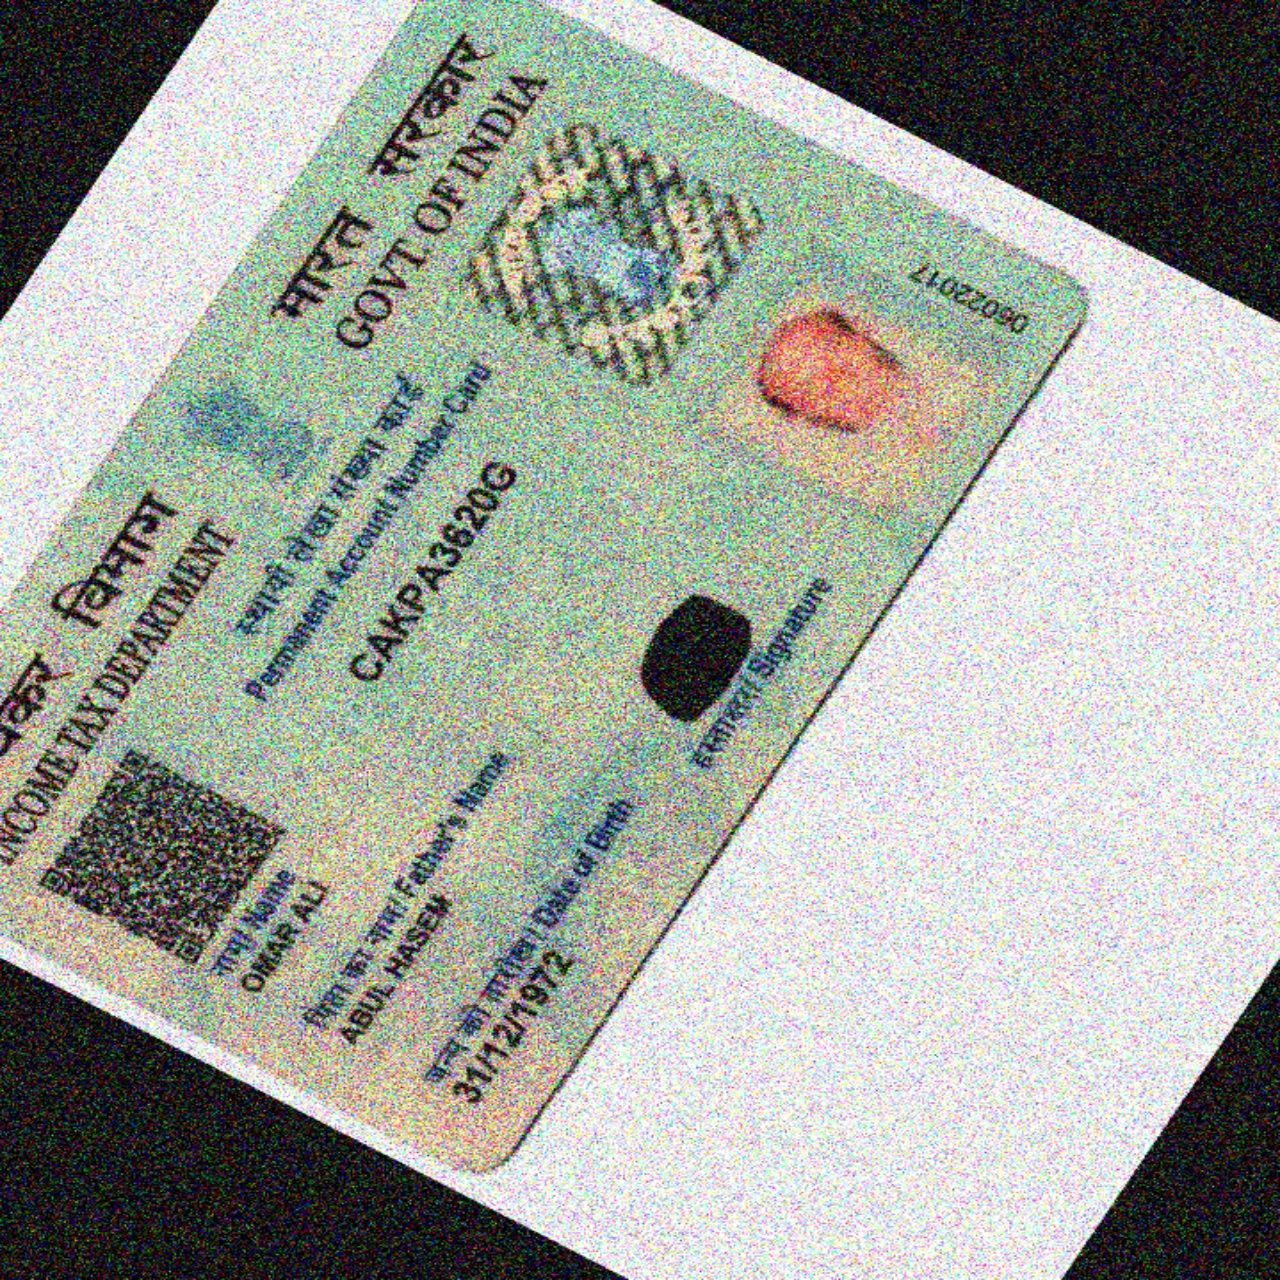 भारत सरकार
GOVT OF INDIA
विभाग
INCOME TAX DEPARTMENT
स्थायी लेखा संख्या कार्ड
Permanent Account Number Card
CAKPA3620G
नाम / Name
OMAR ALI
पिता का नाम / Father's Name
ABUL HASEM
जन्म की तारीख / Date of Birth
31/12/1972
हस्ताक्षर / Signature
06022017